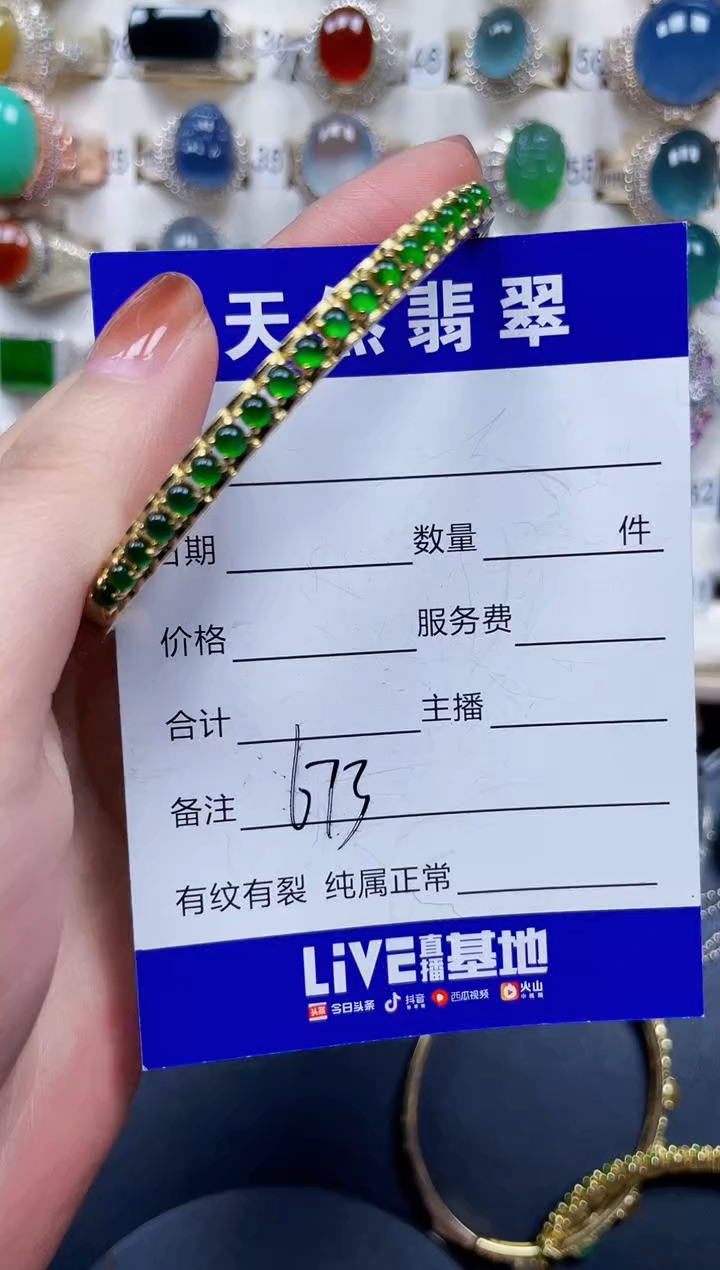 天然翡翠
日期 数量 件
价格 服务费
合计 主播
备注 673
有纹有裂 纯属正常
LiVE直播基地
头条 今日头条 抖音 西瓜视频 火山